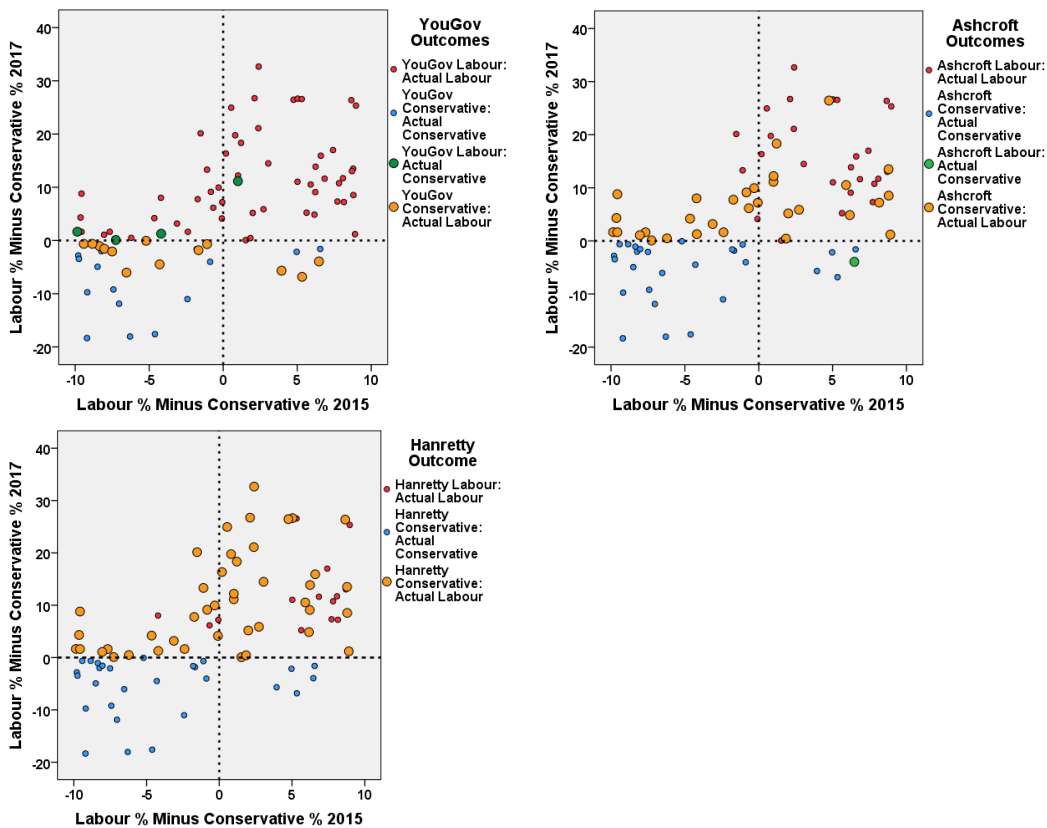 YouGov
Outcomes
YouGov Labour:
Actual Labour
YouGov
Conservative:
Actual
Conservative
YouGov Labour:
Actual
Conservative
YouGov
Conservative:
Actual Labour
40
30
20
10
0
-10
-20
-10
-5
0
5
10
Labour % Minus Conservative % 2017
Labour % Minus Conservative % 2015
Ashcroft
Outcomes
Ashcroft Labour:
Actual Labour
Ashcroft
Conservative:
Actual
Conservative
Ashcroft Labour:
Actual
Conservative
Ashcroft
Conservative:
Actual Labour
40
30
20
10
0
-10
-20
-10
-5
0
5
10
Labour % Minus Conservative % 2017
Labour % Minus Conservative % 2015
Hanretty
Outcome
Hanretty Labour:
Actual Labour
Hanretty
Conservative:
Actual
Conservative
Hanretty
Conservative:
Actual Labour
40
30
20
10
0
-10
-20
-10
-5
0
5
10
Labour % Minus Conservative % 2017
Labour % Minus Conservative % 2015